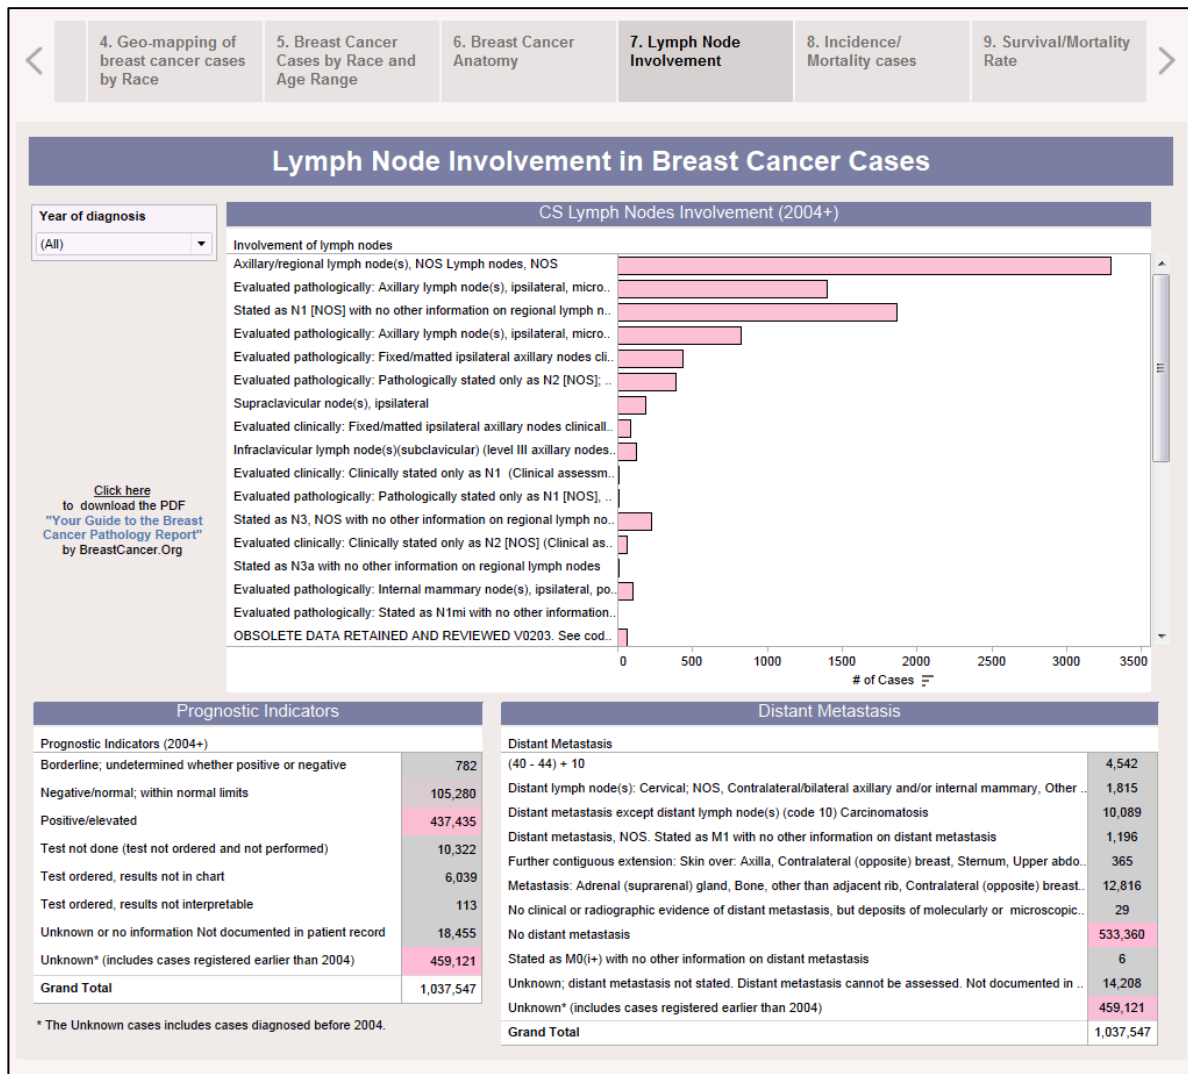 4. Geo-mapping of
breast cancer cases
by Race
5. Breast Cancer
Cases by Race and
Age Range
6. Breast Cancer
Anatomy
7. Lymph Node
Involvement
8. Incidence/
Mortality cases
9. Survival/Mortality
Rate
Lymph Node Involvement in Breast Cancer Cases
Year of diagnosis
(All)
Click here
to download the PDF
"Your Guide to the Breast
Cancer Pathology Report"
by BreastCancer.Org
CS Lymph Nodes Involvement (2004+)
Involvement of lymph nodes
Axillary/regional lymph node(s), NOS Lymph nodes, NOS
Evaluated pathologically: Axillary lymph node(s), ipsilateral, micro..
Stated as N1 [NOS] with no other information on regional lymph n..
Evaluated pathologically: Axillary lymph node(s), ipsilateral, micro..
Evaluated pathologically: Fixed/matted ipsilateral axillary nodes cli..
Evaluated pathologically: Pathologically stated only as N2 [NOS]; ..
Supraclavicular node(s), ipsilateral
Evaluated clinically: Fixed/matted ipsilateral axillary nodes clinicall..
Infraclavicular lymph node(s)(subclavicular) (level III axillary nodes..
Evaluated clinically: Clinically stated only as N1 (Clinical assessm..
Evaluated pathologically: Pathologically stated only as N1 [NOS], ..
Stated as N3, NOS with no other information on regional lymph no..
Evaluated clinically: Clinically stated only as N2 [NOS] (Clinical as..
Stated as N3a with no other information on regional lymph nodes
Evaluated pathologically: Internal mammary node(s), ipsilateral, po..
Evaluated pathologically: Stated as N1mi with no other information..
OBSOLETE DATA RETAINED AND REVIEWED V0203. See cod..
0 500 1000 1500 2000 2500 3000 3500
# of Cases
Prognostic Indicators
Prognostic Indicators (2004+)
Borderline; undetermined whether positive or negative 782
Negative/normal; within normal limits 105,280
Positive/elevated 437,435
Test not done (test not ordered and not performed) 10,322
Test ordered, results not in chart 6,039
Test ordered, results not interpretable 113
Unknown or no information Not documented in patient record 18,455
Unknown* (includes cases registered earlier than 2004) 459,121
Grand Total 1,037,547
* The Unknown cases includes cases diagnosed before 2004.
Distant Metastasis
Distant Metastasis
(40 - 44) + 10 4,542
Distant lymph node(s): Cervical; NOS, Contralateral/bilateral axillary and/or internal mammary, Other .. 1,815
Distant metastasis except distant lymph node(s) (code 10) Carcinomatosis 10,089
Distant metastasis, NOS. Stated as M1 with no other information on distant metastasis 1,196
Further contiguous extension: Skin over: Axilla, Contralateral (opposite) breast, Sternum, Upper abdo.. 365
Metastasis: Adrenal (suprarenal) gland, Bone, other than adjacent rib, Contralateral (opposite) breast.. 12,816
No clinical or radiographic evidence of distant metastasis, but deposits of molecularly or microscopic.. 29
No distant metastasis 533,360
Stated as M0(i+) with no other information on distant metastasis 6
Unknown; distant metastasis not stated. Distant metastasis cannot be assessed. Not documented in .. 14,208
Unknown* (includes cases registered earlier than 2004) 459,121
Grand Total 1,037,547